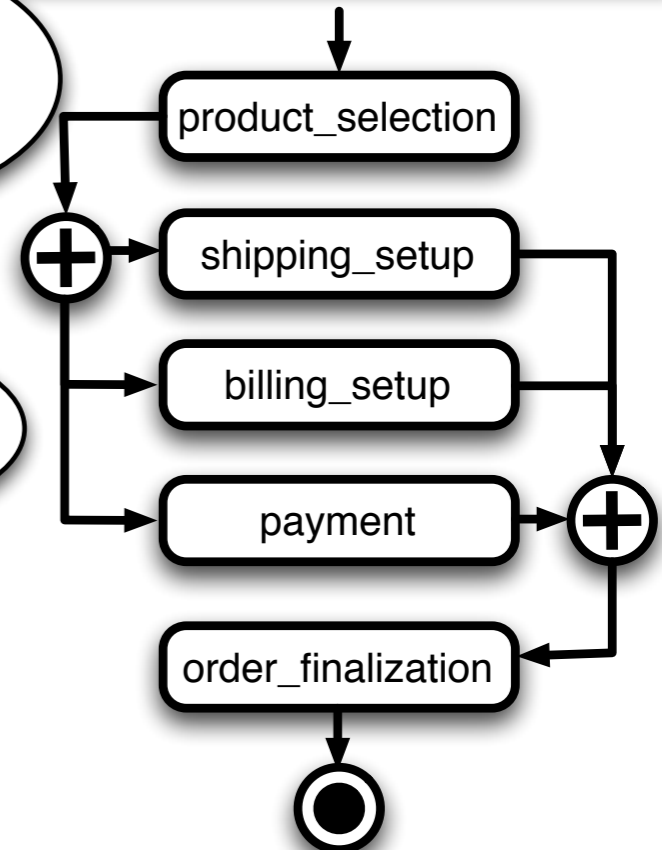 product_selection
shipping_setup
billing_setup
payment
order_finalization